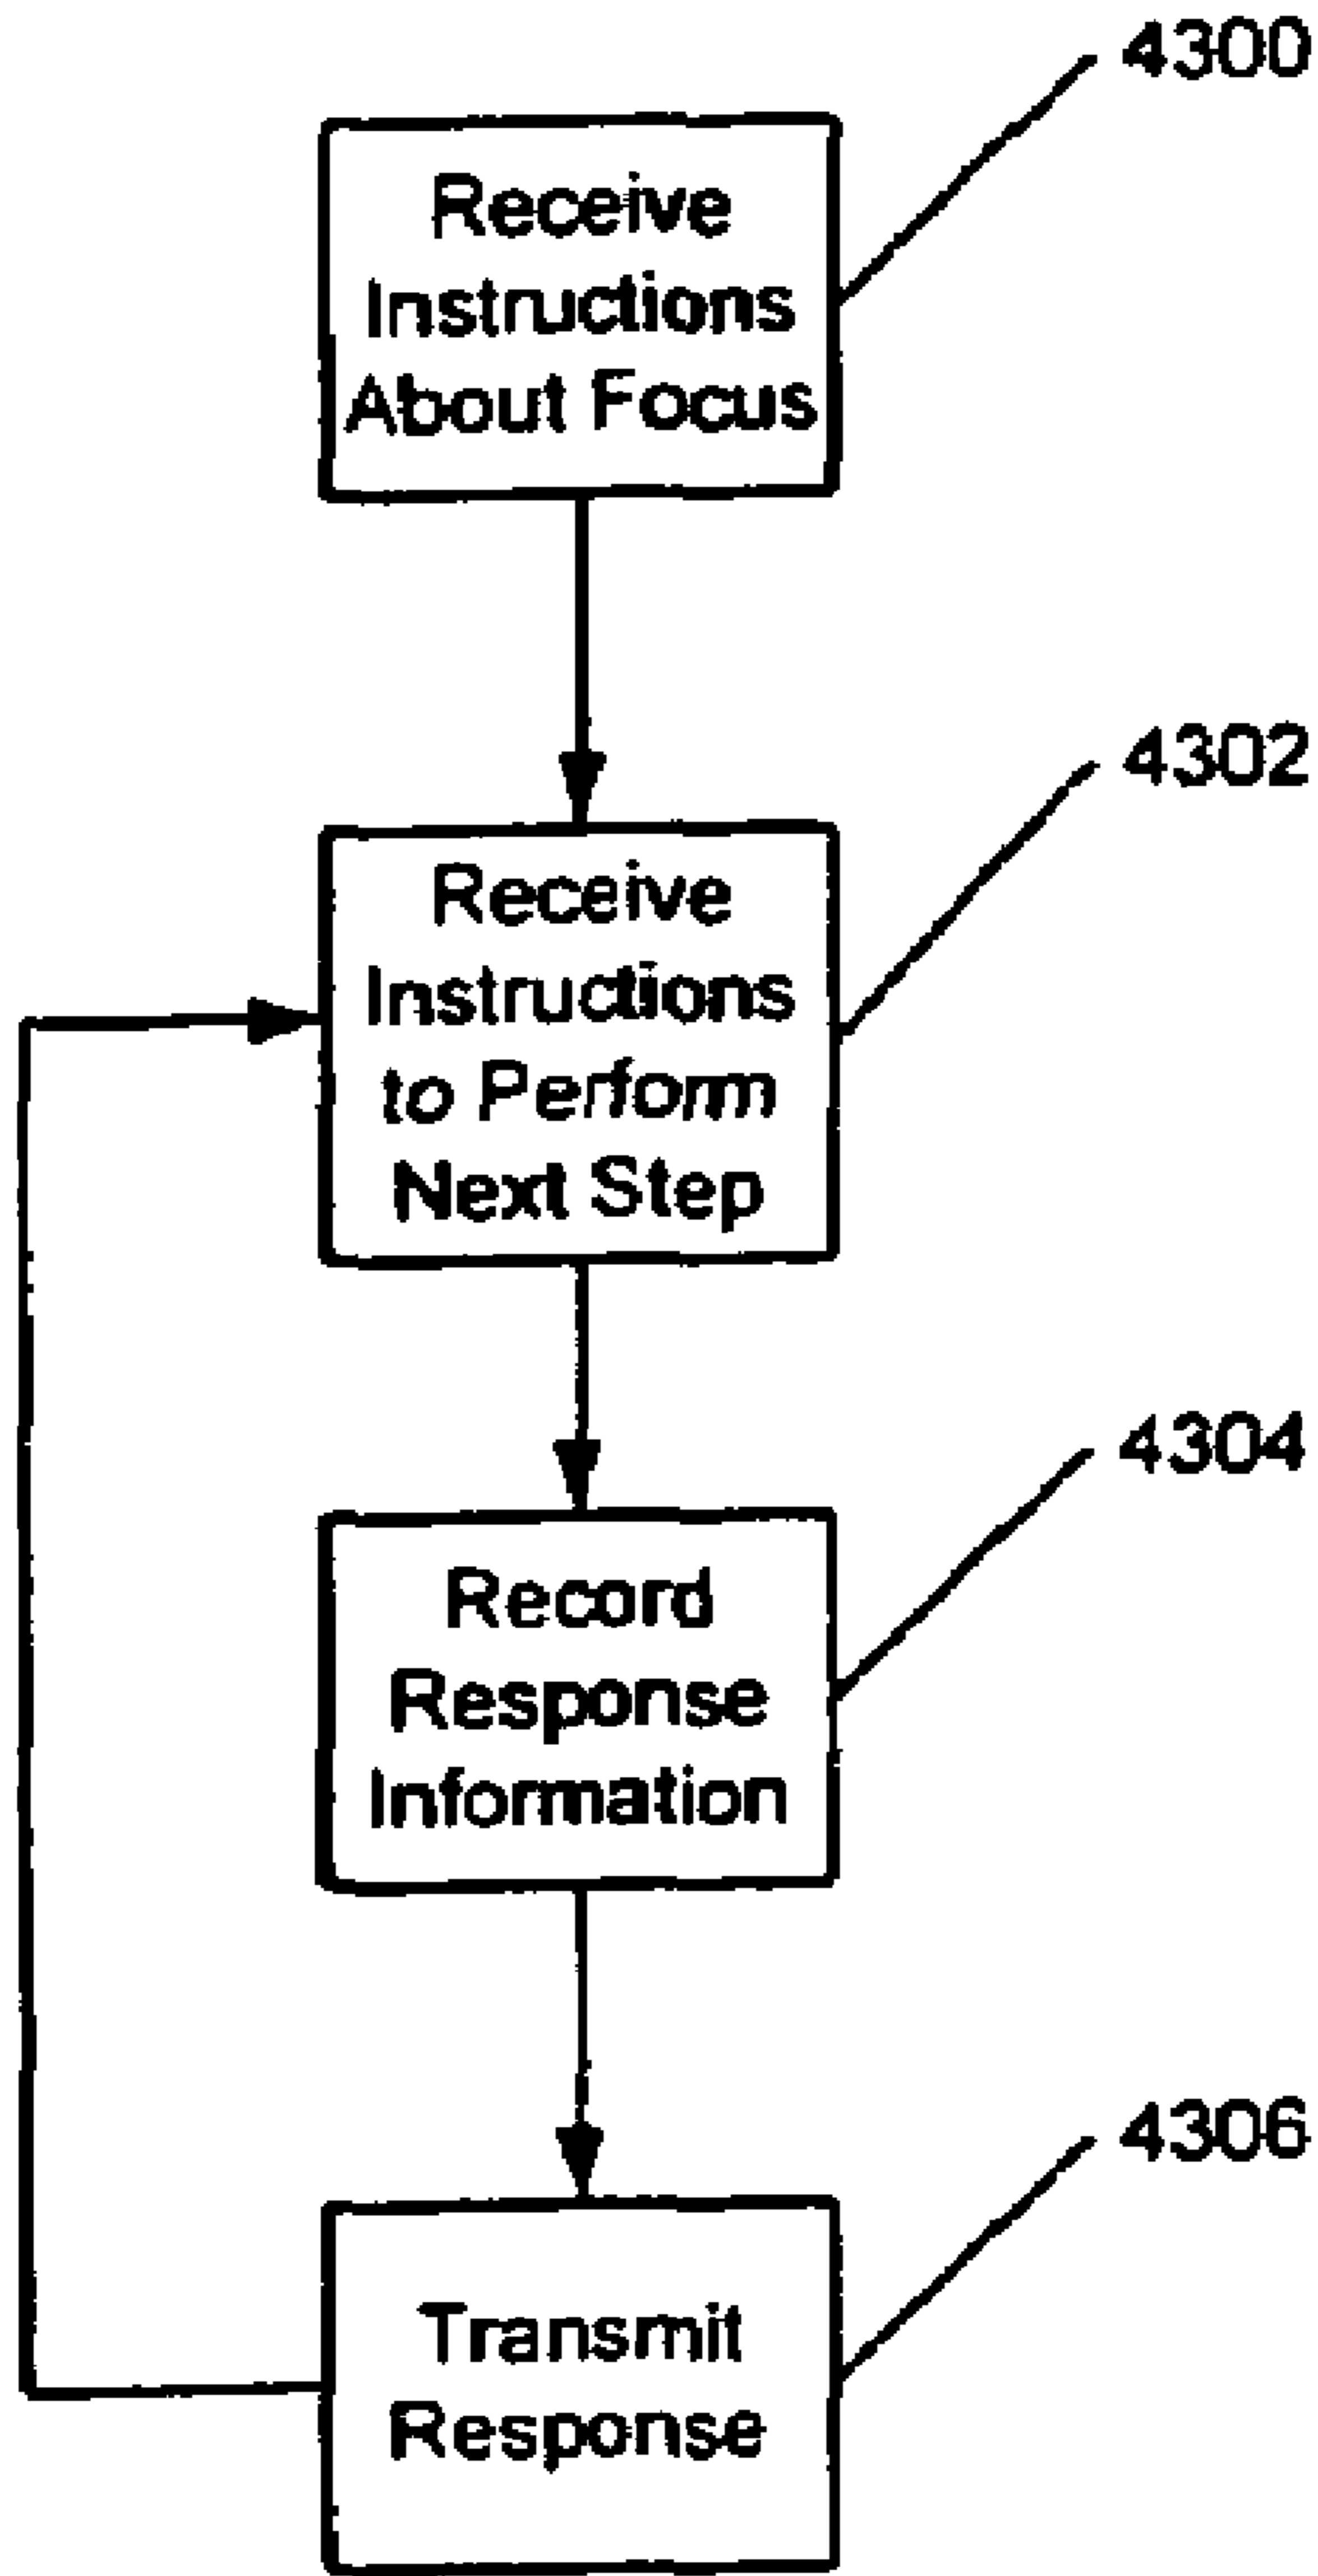 4300
Receive
Instructions
About Focus
4302
Receive
Instructions
to Perform
Next Step
4304
Record
Response
Information
4306
Transmit
Response